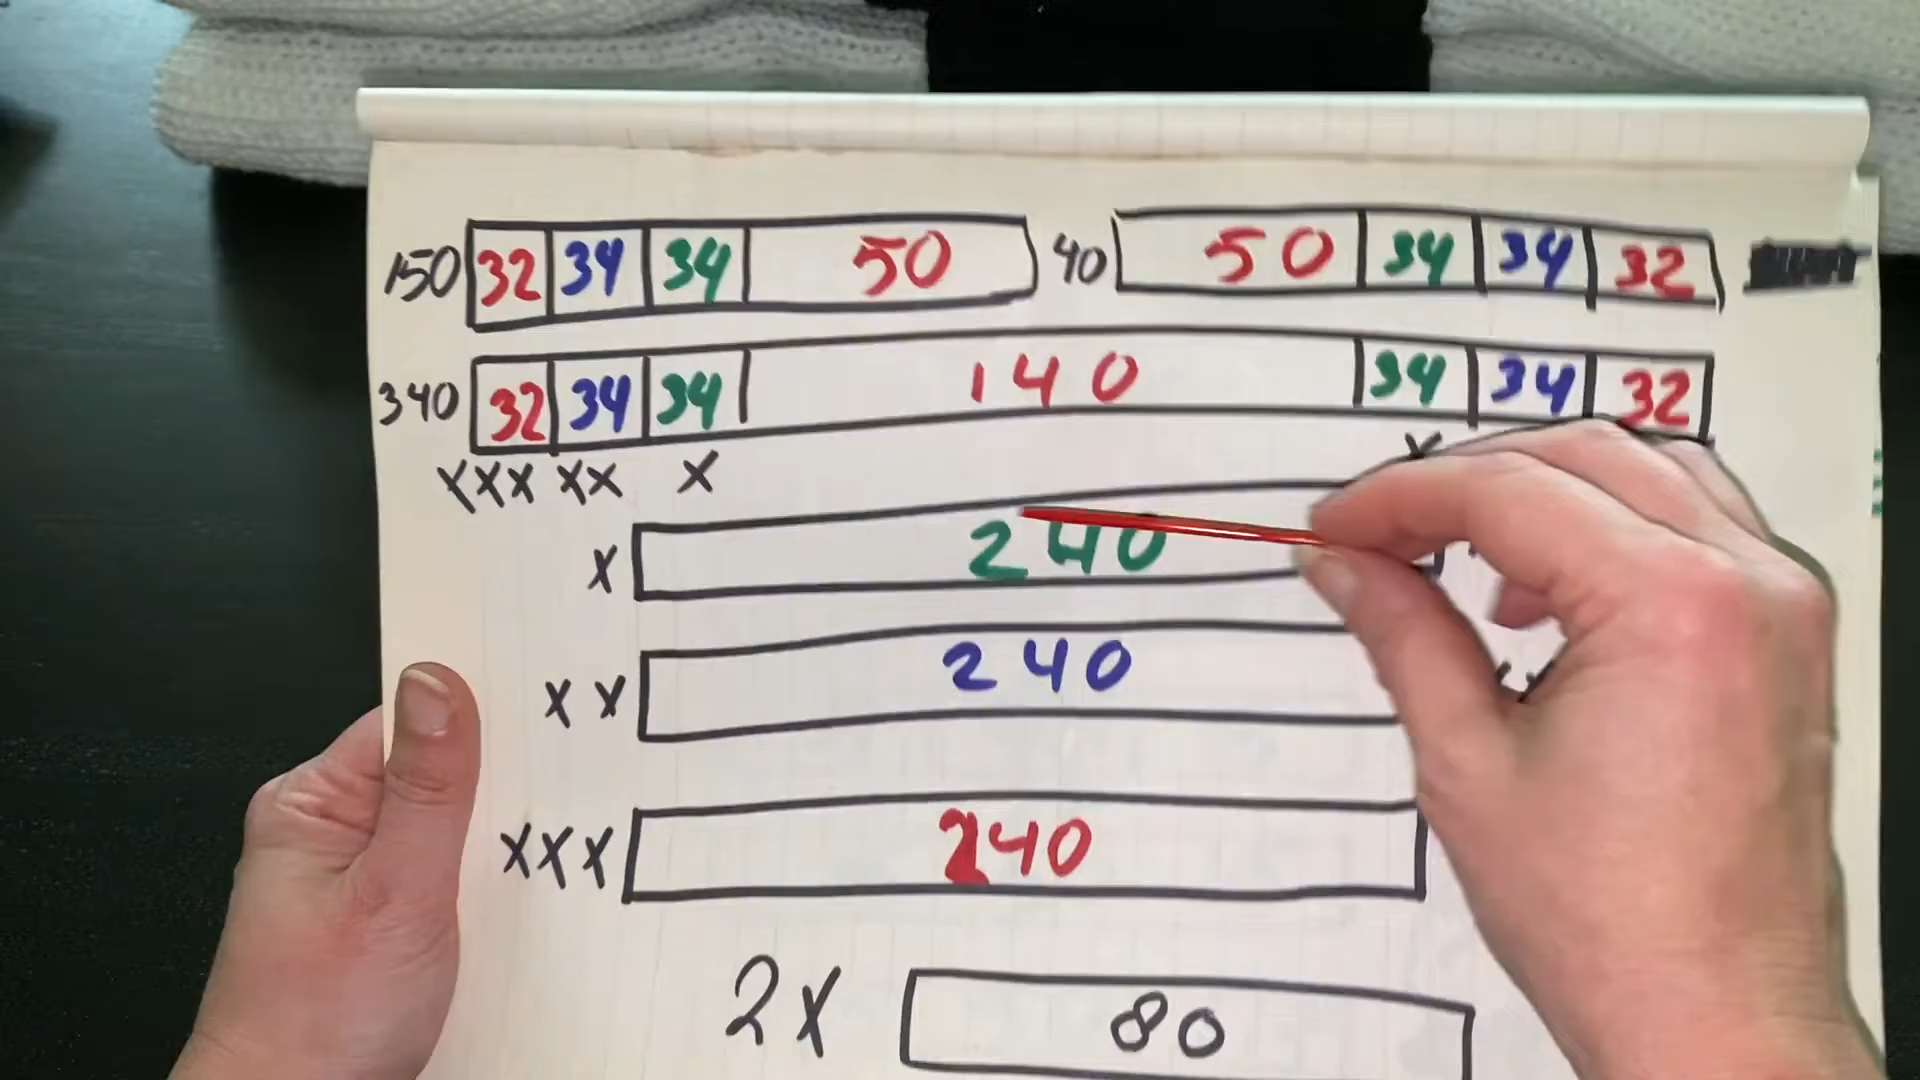 150 32 34 34 50 40 50 34 34 32
340 32 34 34 140 34 34 32
XXX XX X X
X 240
XX 240
XXX 240
2X 80